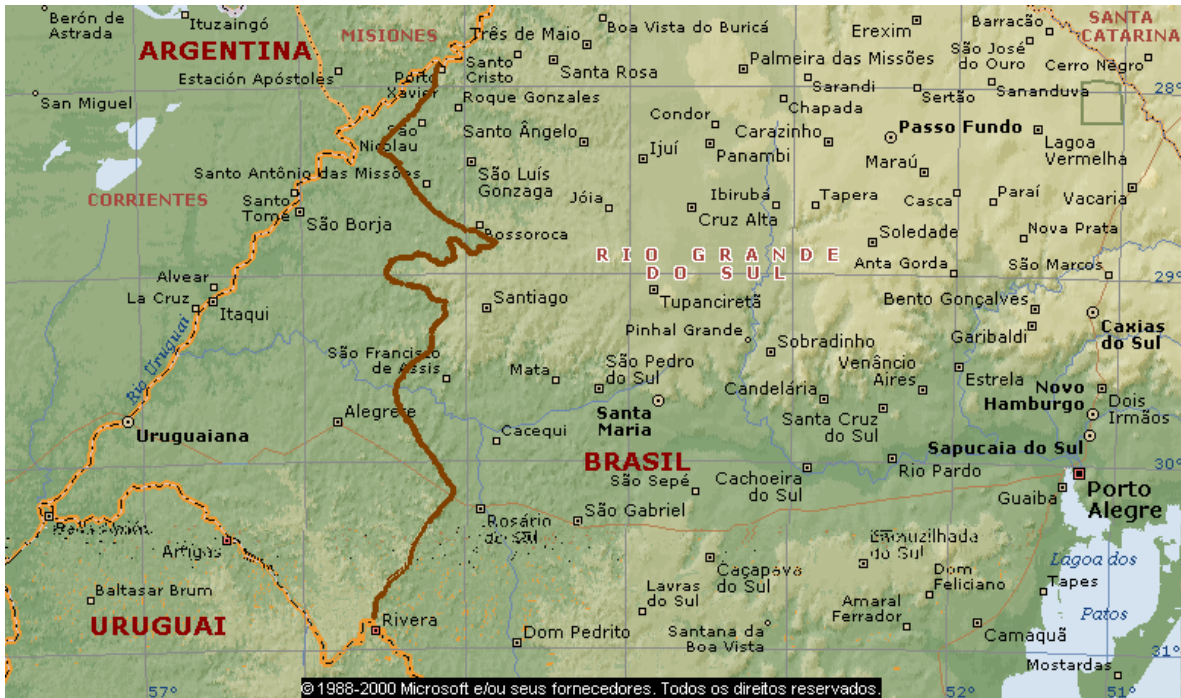 Berón de
Astrada
Ituzaingó
ARGENTINA
MISIONES
Três de Maio
Boa Vista do Buricá
Erexim
Barracão
SANTA
CATARINA
São José
do Ouro
Cerro Negro
Estación Apóstoles
Porto
Xavier
Santo
Cristo
Santa Rosa
Palmeira das Missões
Sarandi
Sertão
Sananduva
28°
San Miguel
Roque Gonzales
Chapada
São
Nicolau
Santo Ângelo
Condor
Carazinho
Passo Fundo
Ijuí
Panambi
Lagoa
Vermelha
Maraú
Santo Antônio das Missões
São Luís
Gonzaga
CORRIENTES
Santo
Tomé
Jóia
Ibirubá
Tapera
Casca
Paraí
Vacaria
São Borja
Cruz Alta
Bossoroca
Soledade
Nova Prata
RIO GRANDE
DO SUL
Anta Gorda
São Marcos
29°
Alvear
La Cruz
Itaqui
Santiago
Tupanciretã
Bento Gonçalves
Rio Uruguai
Pinhal Grande
Garibaldi
Caxias
do Sul
São Francisco
de Assis
Mata
São Pedro
do Sul
Sobradinho
Venâncio
Aires
Estrela
Candelária
Novo
Hamburgo
Dois
Irmãos
Alegrete
Santa
Maria
Santa Cruz
do Sul
Uruguaiana
Cacequi
Sapucaia do Sul
BRASIL
Cachoeira
do Sul
Rio Pardo
30°
São Sepé
Guaiba
Porto
Alegre
Rosário
do Sul
São Gabriel
Artigas
do Sul
Caçapava
do Sul
Dom
Feliciano
Lagoa dos
Patos
Tapes
Baltasar Brum
Lavras
do Sul
Amaral
Ferrador
URUGUAI
Rivera
Dom Pedrito
Santana da
Boa Vista
Camaquã
31°
Mostardas
57°
52°
51°
© 1988-2000 Microsoft e/ou seus fornecedores. Todos os direitos reservados.